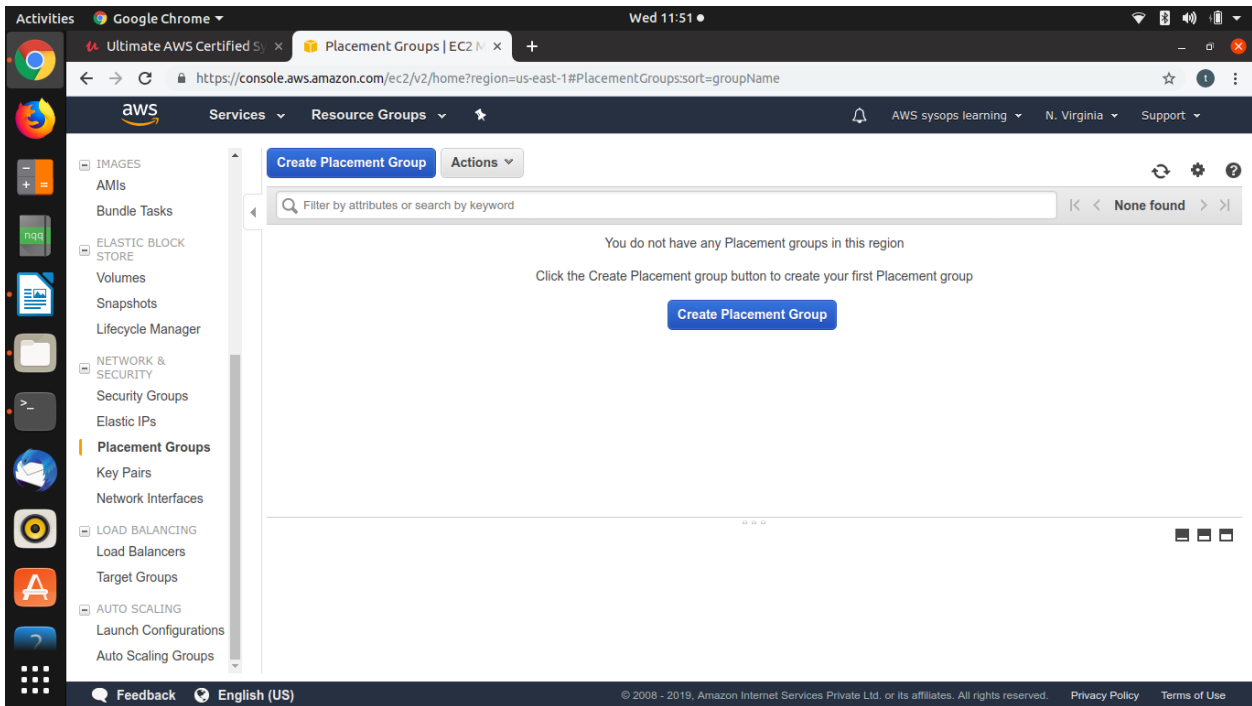 Activities Google Chrome Wed 11:51
Ultimate AWS Certified Sy Placement Groups | EC2 M
https://console.aws.amazon.com/ec2/v2/home?region=us-east-1#PlacementGroups:sort=groupName t
aws Services Resource Groups AWS sysops learning N. Virginia Support
IMAGES
AMIs
Bundle Tasks
ELASTIC BLOCK
STORE
Volumes
Snapshots
Lifecycle Manager
NETWORK &
SECURITY
Security Groups
Elastic IPs
Placement Groups
Key Pairs
Network Interfaces
LOAD BALANCING
Load Balancers
Target Groups
AUTO SCALING
Launch Configurations
Auto Scaling Groups
Create Placement Group Actions
Filter by attributes or search by keyword None found
You do not have any Placement groups in this region
Click the Create Placement group button to create your first Placement group
Create Placement Group
nqq
Feedback English (US) © 2008 - 2019, Amazon Internet Services Private Ltd. or its affiliates. All rights reserved. Privacy Policy Terms of Use